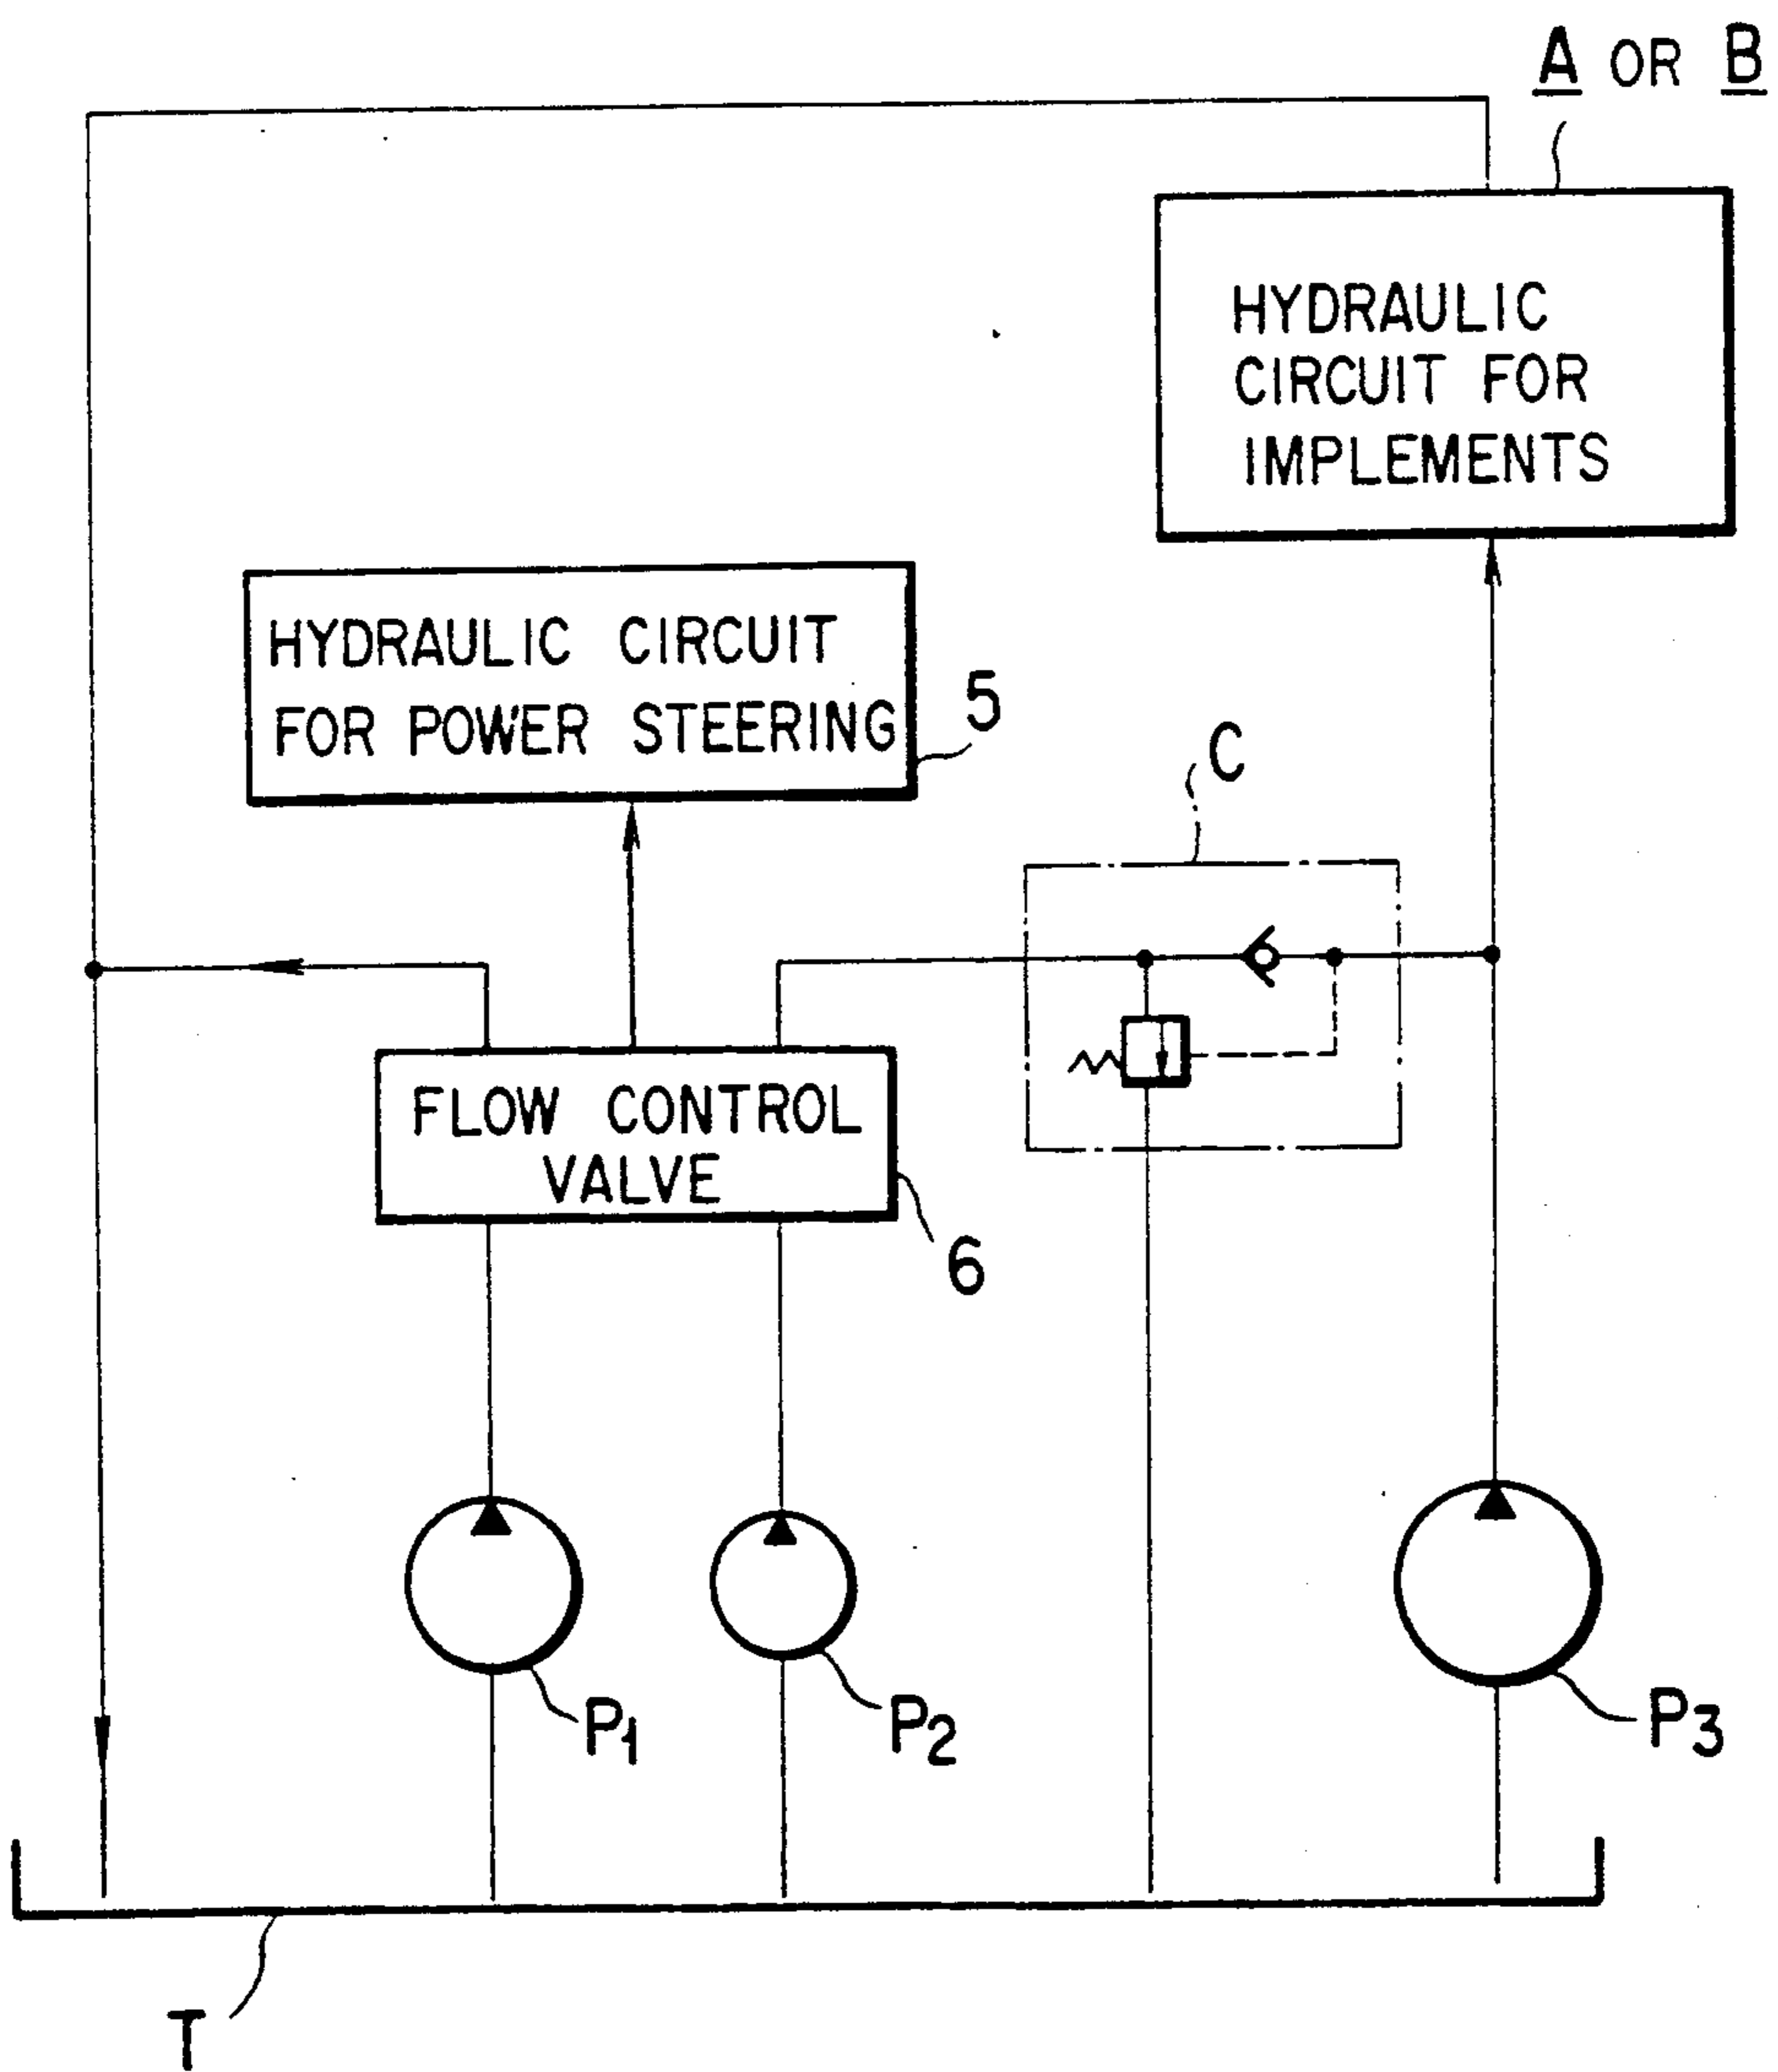 A OR B
HYDRAULIC
CIRCUIT FOR
IMPLEMENTS
HYDRAULIC CIRCUIT
FOR POWER STEERING
5
C
FLOW CONTROL
VALVE
6
P1
P2
P3
T